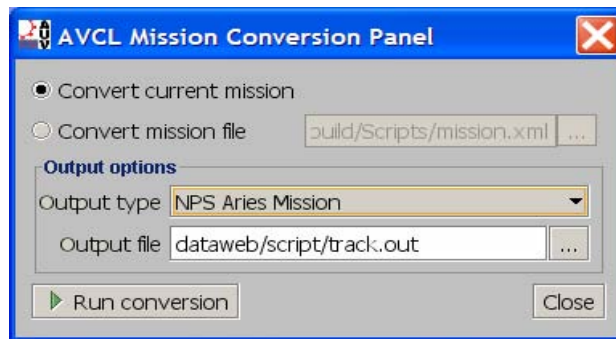 AVCL Mission Conversion Panel
Convert current mission
Convert mission file build/Scripts/mission.xml ...
Output options
Output type NPS Aries Mission
Output file dataweb/script/track.out ...
Run conversion Close